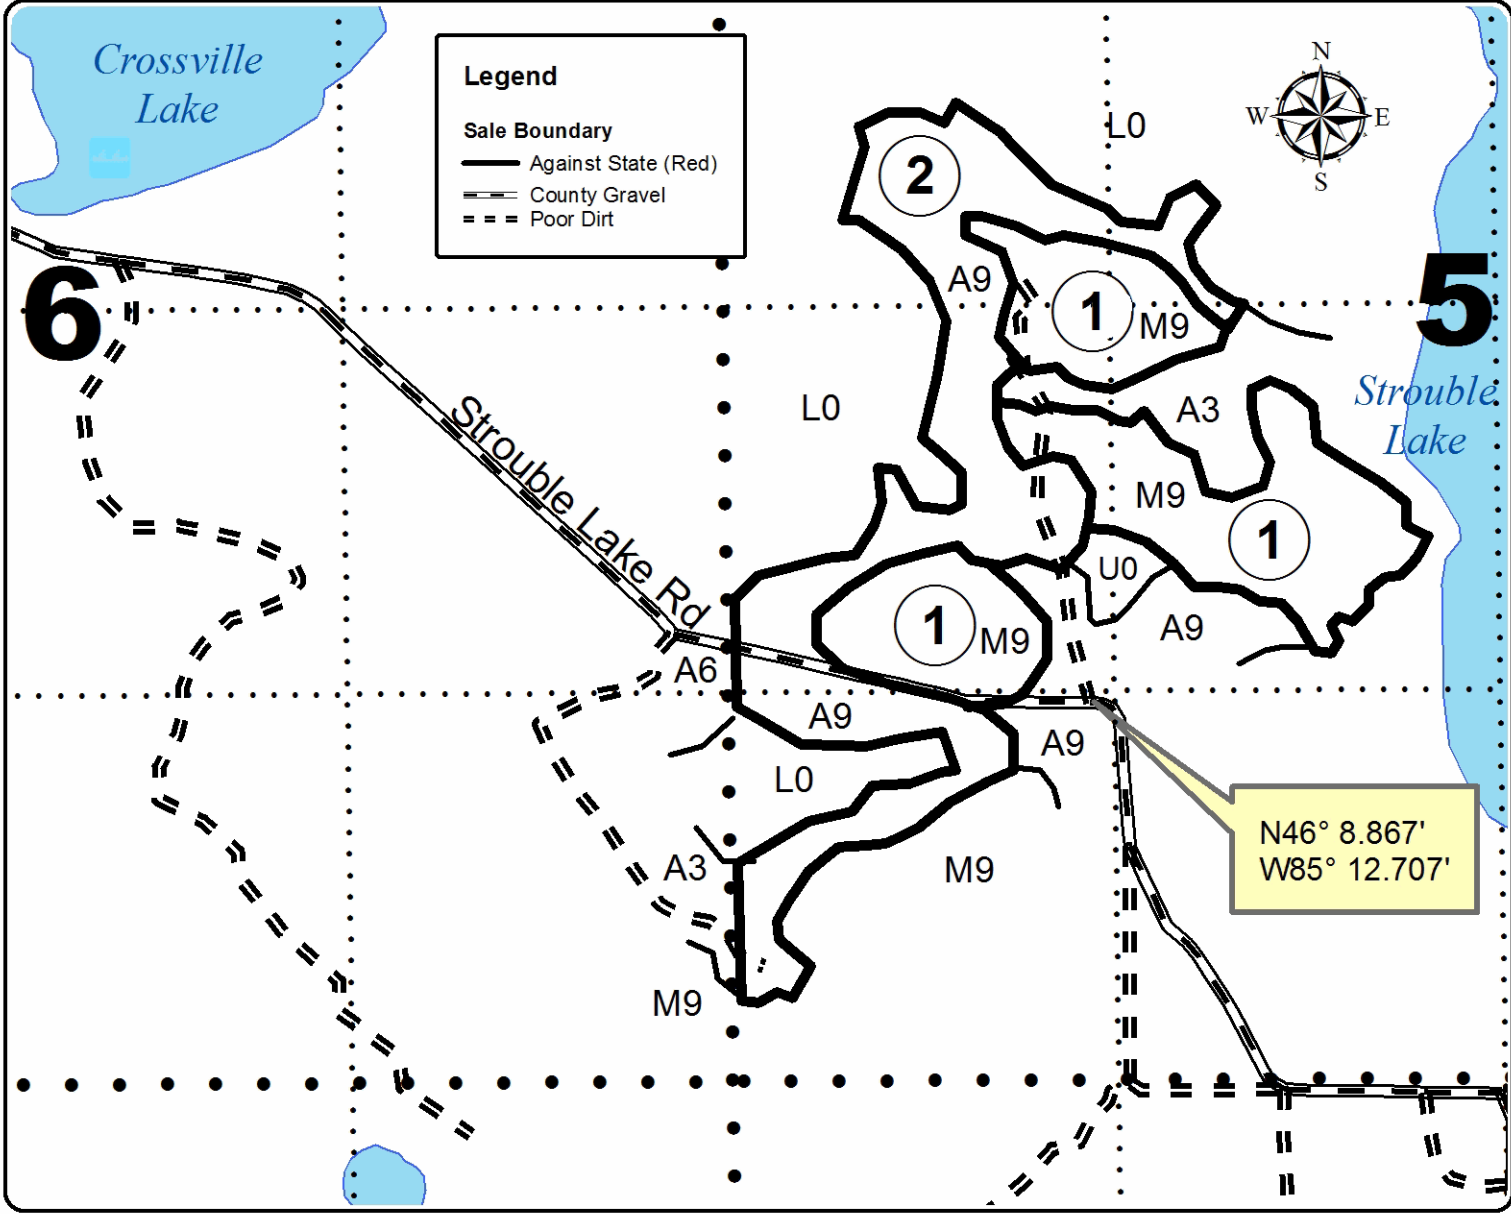 Crossville
Lake
Legend
Sale Boundary
Against State (Red)
County Gravel
Poor Dirt
N
W
E
S
L0
2
6
5
A9
1
M9
Strouble
Lake
L0
A3
Strouble Lake Rd
M9
1
U0
1
M9
A9
A6
A9
A9
L0
N46° 8.867'
W85° 12.707'
A3
M9
M9